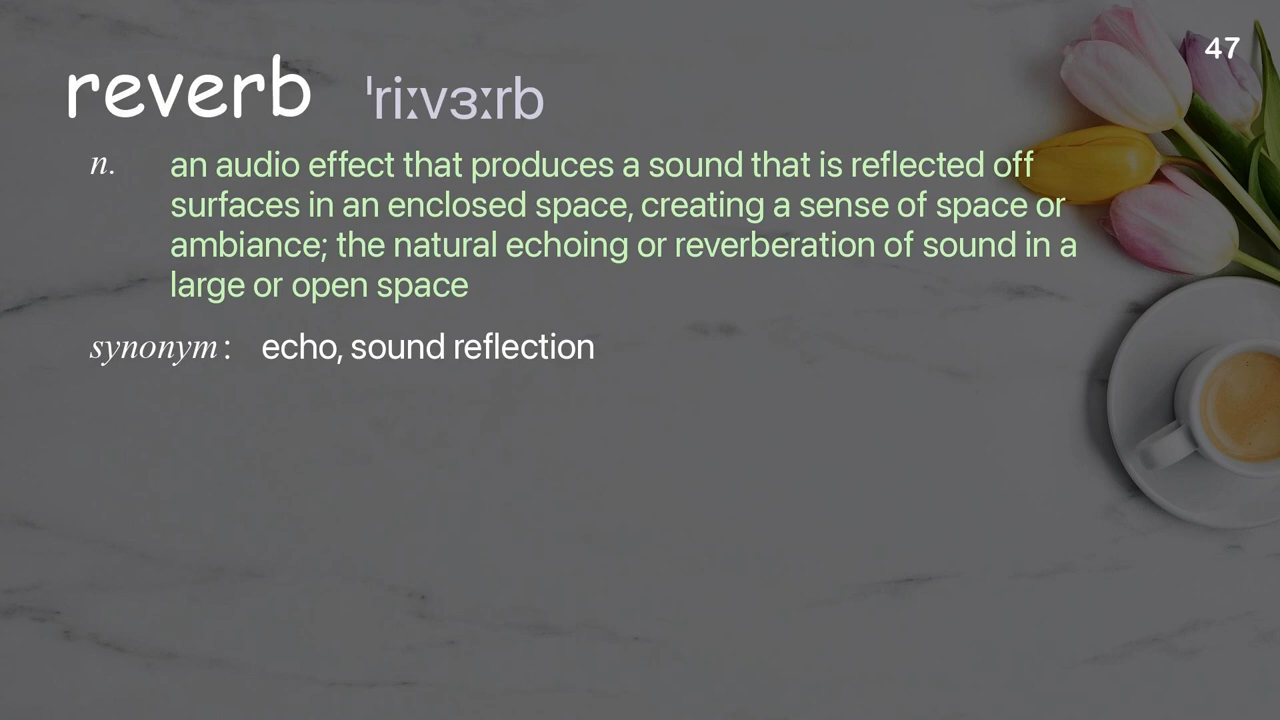 47
reverb ˈriːvɜːrb
n. an audio effect that produces a sound that is reflected off
surfaces in an enclosed space, creating a sense of space or
ambiance; the natural echoing or reverberation of sound in a
large or open space
synonym: echo, sound reflection